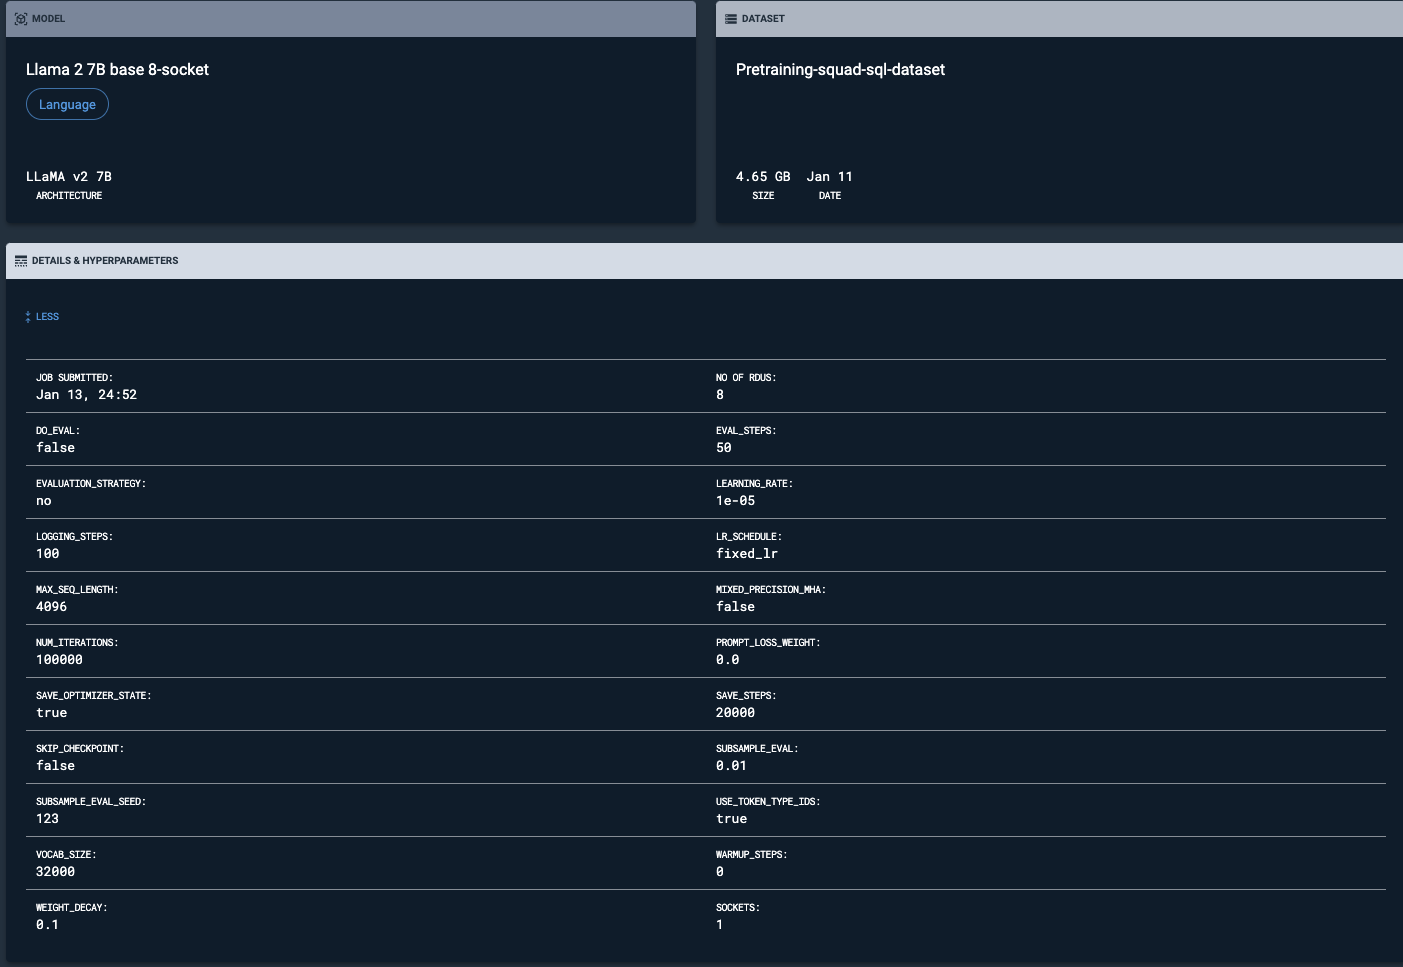 MODEL
Llama 2 7B base 8-socket
Language
LLaMA v2 7B
ARCHITECTURE
DATASET
Pretraining-squad-sql-dataset
4.65 GB Jan 11
SIZE DATE
DETAILS & HYPERPARAMETERS
LESS
JOB SUBMITTED:
Jan 13, 24:52
NO OF RDUS:
8
DO_EVAL:
false
EVAL_STEPS:
50
EVALUATION_STRATEGY:
no
LEARNING_RATE:
1e-05
LOGGING_STEPS:
100
LR_SCHEDULE:
fixed_lr
MAX_SEQ_LENGTH:
4096
MIXED_PRECISION_MHA:
false
NUM_ITERATIONS:
100000
PROMPT_LOSS_WEIGHT:
0.0
SAVE_OPTIMIZER_STATE:
true
SAVE_STEPS:
20000
SKIP_CHECKPOINT:
false
SUBSAMPLE_EVAL:
0.01
SUBSAMPLE_EVAL_SEED:
123
USE_TOKEN_TYPE_IDS:
true
VOCAB_SIZE:
32000
WARMUP_STEPS:
0
WEIGHT_DECAY:
0.1
SOCKETS:
1